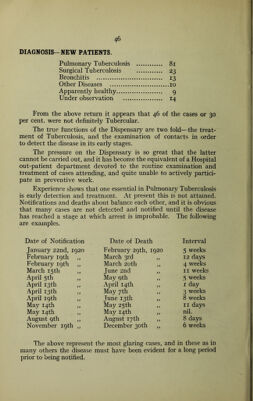 46
DIAGNOSIS—NEW PATIENTS.
Pulmonary Tuberculosis ............ 81
Surgical Tuberculosis ............ 23
Bronchitis ............ 13
Other Diseases ............10
Apparently healthy............ 9
Under observation ............ 14
From the above return it appears that 46 of the cases or 30
per cent. were not definitely Tubercular.
The true functions of the Dispensary are two fold—the treat-
ment of Tuberculosis, and the examination of contacts in order
to detect the disease in its early stages.
The pressure on the Dispensary is so great that the latter
cannot be carried out, and it has become the equivalent of a Hospital
out-patient department devoted to the routine examination and
treatment of cases attending, and quite unable to actively partici-
pate in preventive work.
Experience shows that one essential in Pulmonary Tuberculosis
is early detection and treatment. At present this is not attained.
Notifications and deaths about balance each other, and it is obvious
that many cases are not detected and notified until the disease
has reached a stage at which arrest is improbable. The following
are examples.
Date of Notification Date of Death Interval
January 22nd, 1920 February 29th, 1920 5 weeks
February 19th ,, March 3rd ,, 12 days
February 19th ,, March 20th ,, 4 weeks
March 15th ,, June 2nd ,, 11 weeks
April 5th ,, May 9th ,, 5 weeks
April 13th ,, April 14th ,, 1 day
April 13th ,, May 7th ,, 3 weeks
April 19th ,, June 13th ,, 8 weeks
May 14th ,, May 25th ,, 11 days
May 14th ,, May 14th ,, nil.
August 9th ,, August 17th ,, 8 days
November 19th ,, December 30th ,, 6 weeks
The above represent the most glazing cases, and in these as in
many others the disease must have been evident for a long period
prior to being notified.